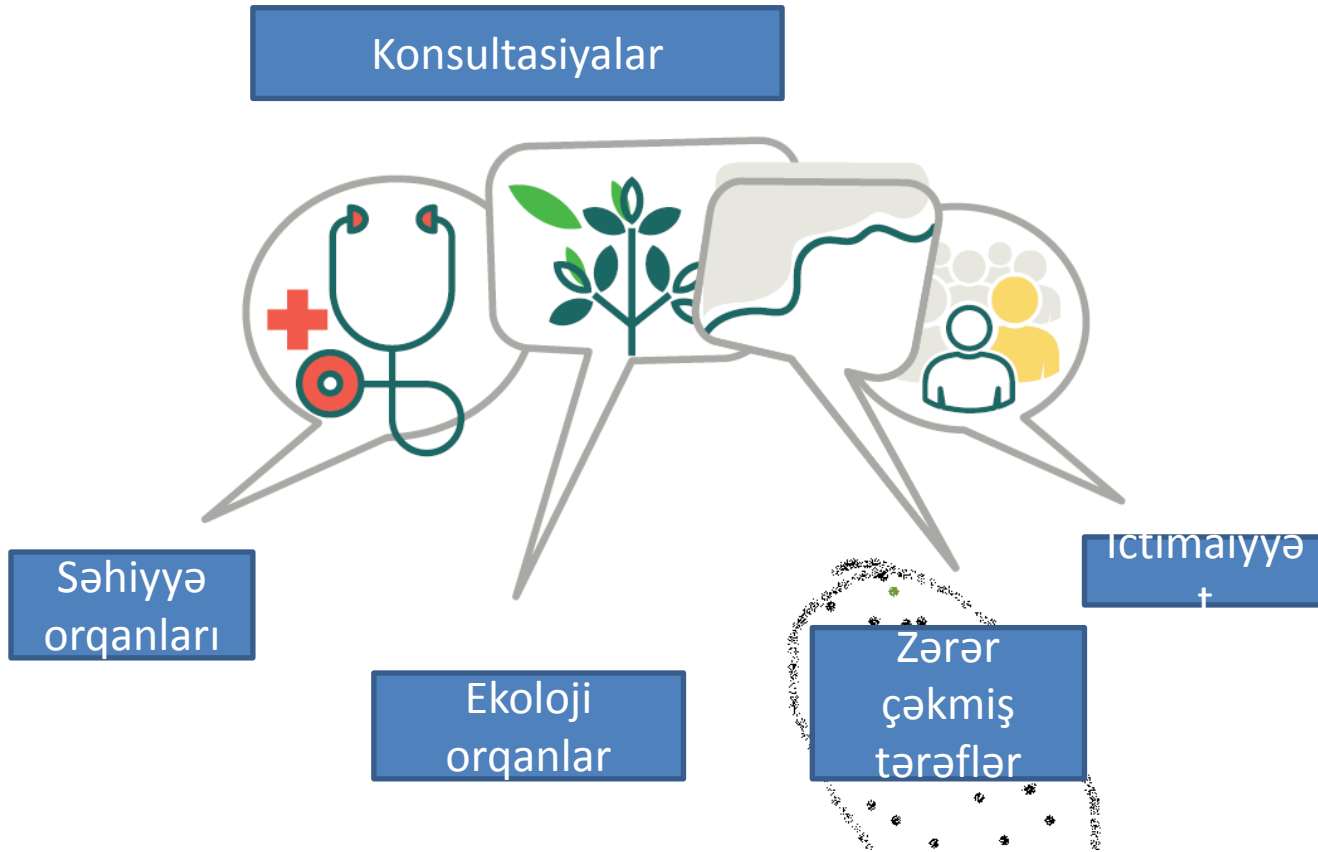 Konsultasiyalar
Səhiyyə
orqanları
Ekoloji
orqanlar
Zərər
çəkmiş
tərəflər
İctimaiyyə
t